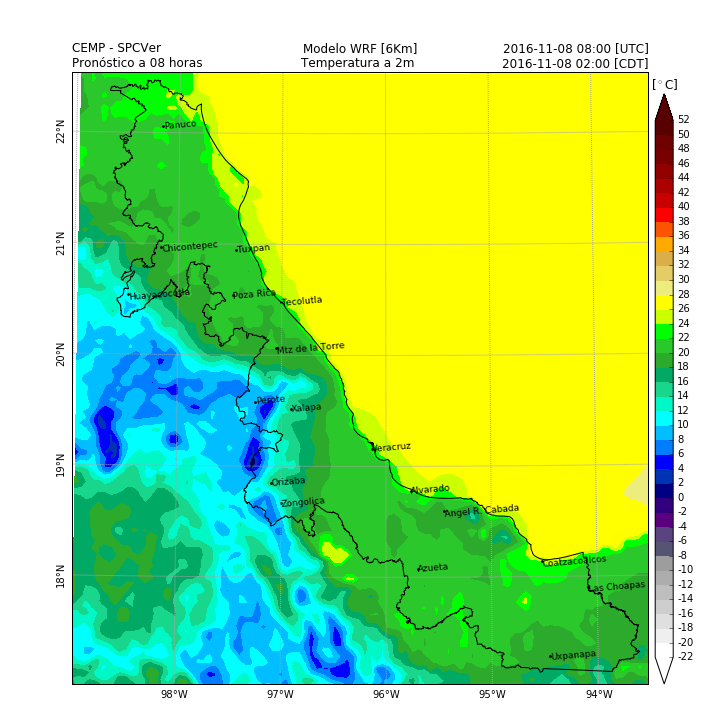 CEMP - SPCVer Modelo WRF [6Km] 2016-11-08 08:00 [UTC]
Pronóstico a 08 horas Temperatura a 2m 2016-11-08 02:00 [CDT]
[°C]
52
50
48
46
44
42
40
38
36
34
32
30
28
26
24
22
20
18
16
14
12
10
8
6
4
2
0
-2
-4
-6
-8
-10
-12
-14
-16
-18
-20
-22
22°N
21°N
20°N
19°N
18°N
Panuco
Chicontepec
Tuxpan
Huayacocotla
Poza Rica
Tecolutla
Mtz de la Torre
Perote
Xalapa
Veracruz
Orizaba
Alvarado
Zongolica
Angel R. Cabada
Azueta
Coatzacoalcos
Las Choapas
Uxpanapa
98°W 97°W 96°W 95°W 94°W